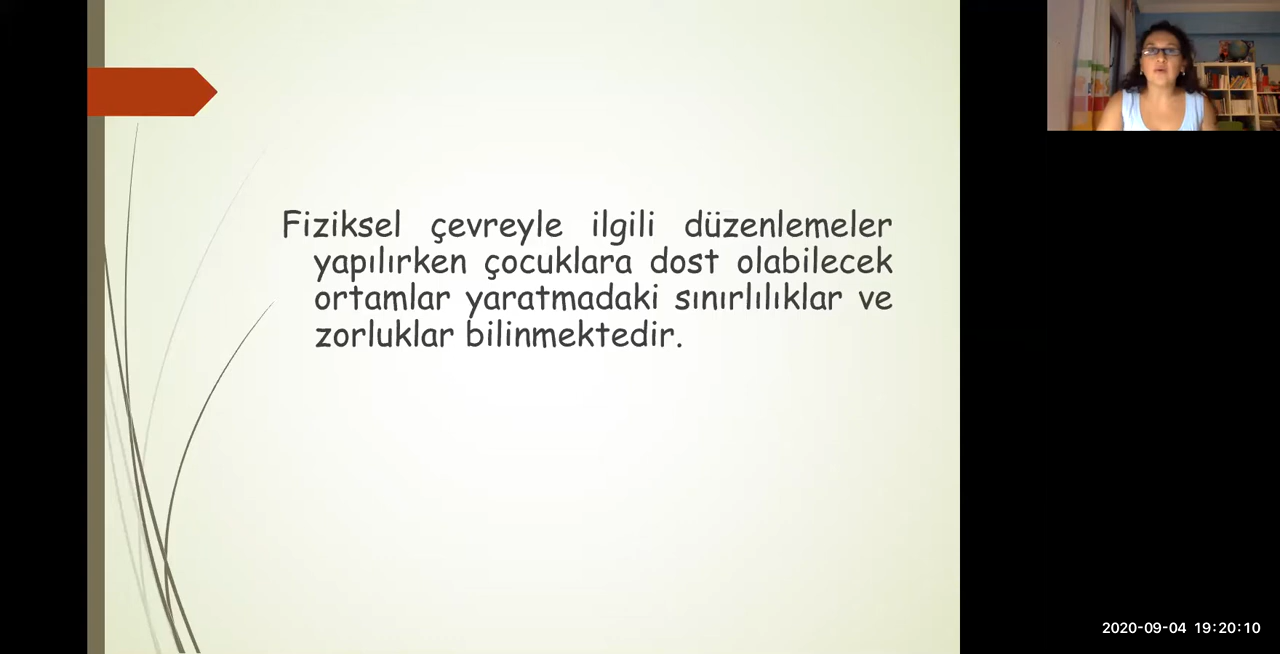 Fiziksel çevreyle ilgili düzenlemeler
yapılırken çocuklara dost olabilecek
ortamlar yaratmadaki sınırlılıklar ve
zorluklar bilinmektedir.
2020-09-04 19:20:10